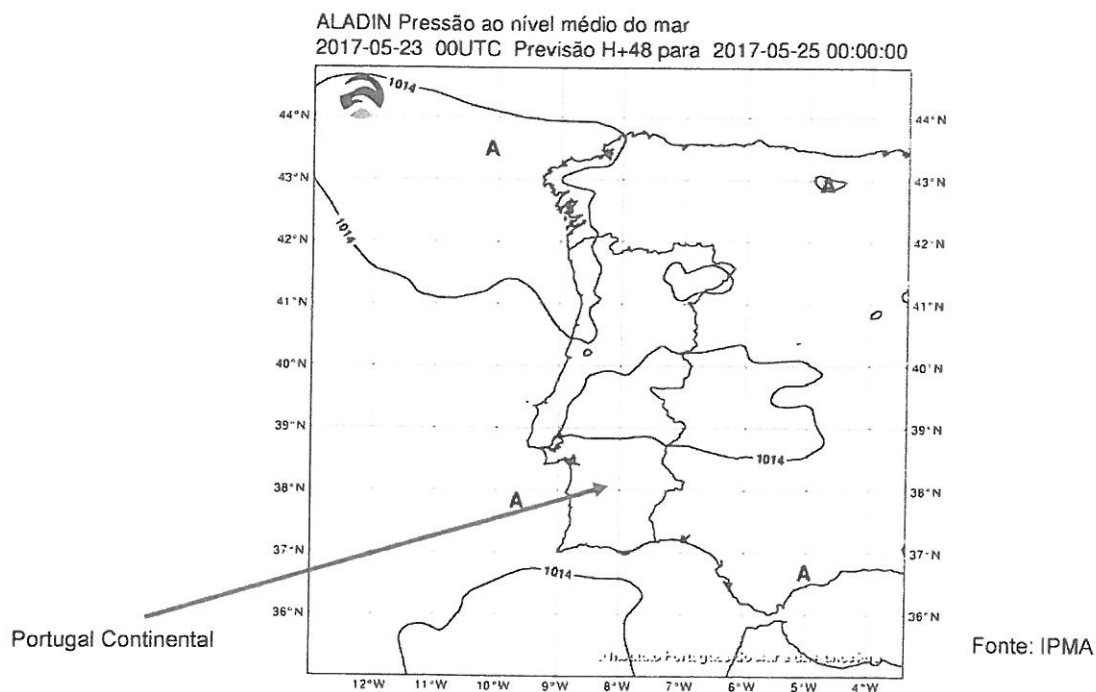 ALADIN Pressão ao nível médio do mar
2017-05-23 00UTC Previsão H+48 para 2017-05-25 00:00:00
1014
44°N
44°N
A
43°N
A
43°N
1014
42°N
42°N
41°N
41°N
40°N
40°N
39°N
39°N
1014
38°N
A
38°N
37°N
37°N
1014
A
36°N
36°N
Portugal Continental
Fonte: IPMA
12°W 11°W 10°W 9°W 8°W 7°W 6°W 5°W 4°W